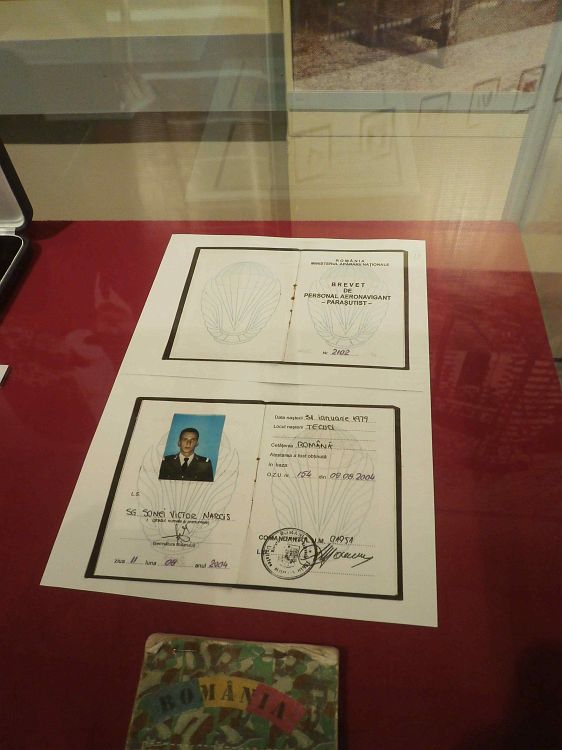 ROMÂNIA
MINISTERUL APĂRĂRII NAȚIONALE
BREVET
DE
PERSONAL AERONAVIGANT
– PARAȘUTIST –
Nr. 2102
L.S.
SG. SONEI VICTOR NARCIS
ziua 11 luna 08 anul 2004
Data nașterii 31 ianuarie 1979
Locul nașterii TECUCI
Cetățenia ROMÂNĂ
Atestarea a fost obținută
în baza
O.Z.U. nr. 154 din 09.08.2004
COMANDANTUL U.M. 01951
ROMÂNIA